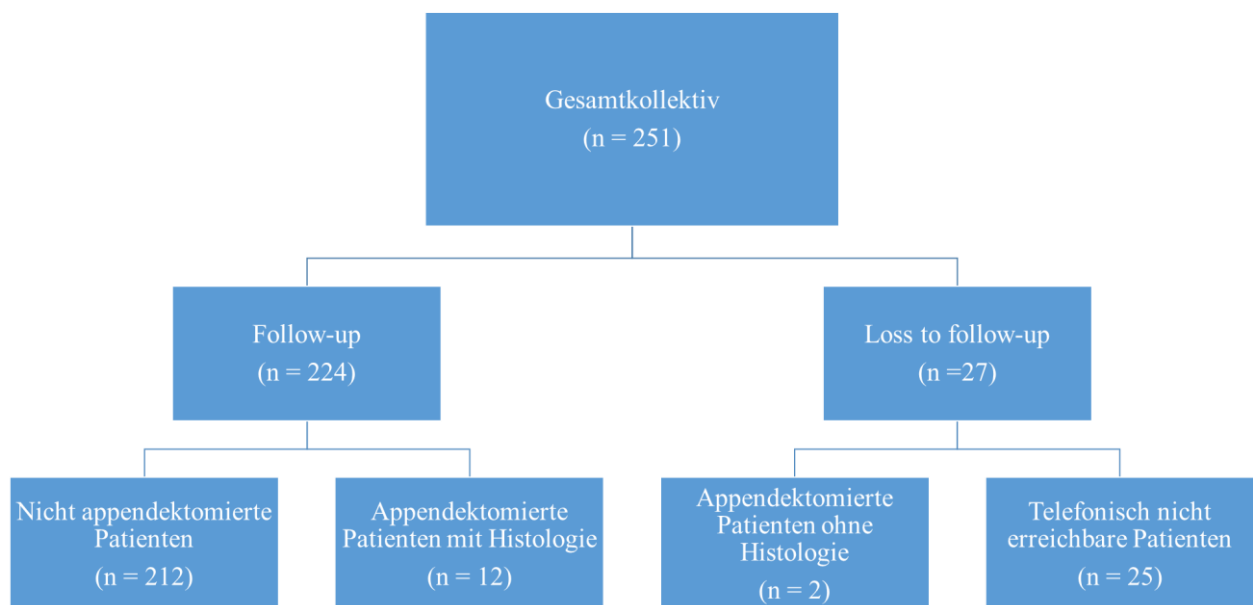 Gesamtkollektiv
(n = 251)
Follow-up
(n = 224)
Loss to follow-up
(n =27)
Nicht appendektomierte
Patienten
(n = 212)
Appendektomierte
Patienten mit Histologie
(n = 12)
Appendektomierte
Patienten ohne
Histologie
(n = 2)
Telefonisch nicht
erreichbare Patienten
(n = 25)